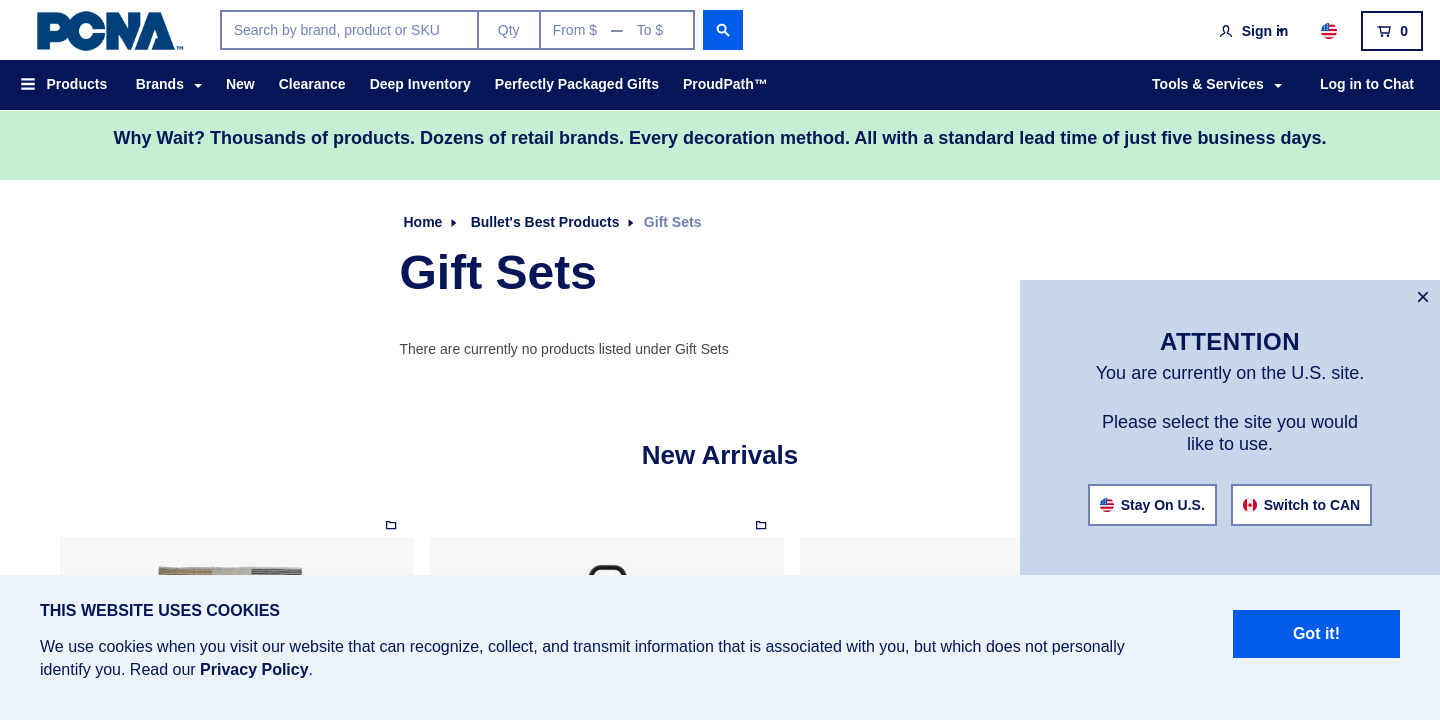 PCNA™
Search by brand, product or SKU
Qty
From $ — To $
Sign in
0
Products
Brands
New
Clearance
Deep Inventory
Perfectly Packaged Gifts
ProudPath™
Tools & Services
Log in to Chat
Why Wait? Thousands of products. Dozens of retail brands. Every decoration method. All with a standard lead time of just five business days.
Home
Bullet's Best Products
Gift Sets
Gift Sets
There are currently no products listed under Gift Sets
New Arrivals
×
ATTENTION
You are currently on the U.S. site.
Please select the site you would
like to use.
Stay On U.S.
Switch to CAN
THIS WEBSITE USES COOKIES
We use cookies when you visit our website that can recognize, collect, and transmit information that is associated with you, but which does not personally
identify you. Read our Privacy Policy.
Got it!